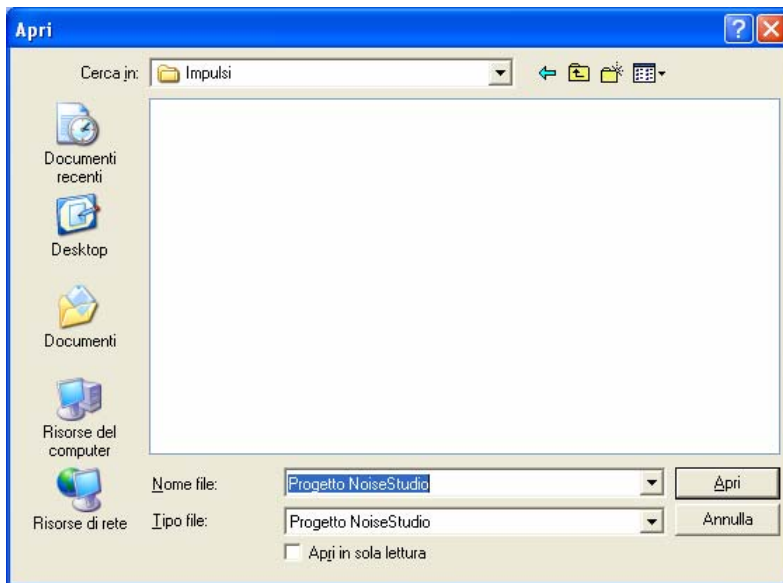 Apri
Cerca in: Impulsi
Documenti
recenti
Desktop
Documenti
Risorse del
computer
Risorse di rete
Nome file: Progetto NoiseStudio Apri
Tipo file: Progetto NoiseStudio Annulla
Apri in sola lettura